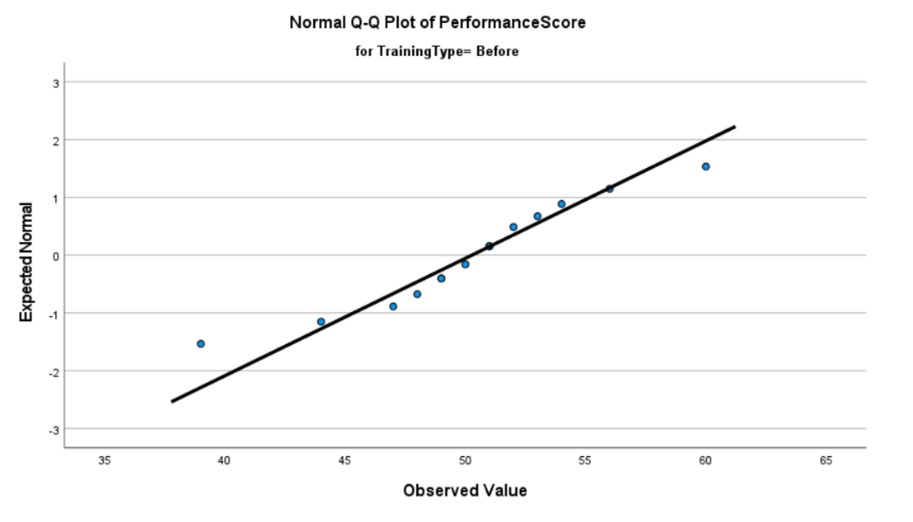 Normal Q-Q Plot of PerformanceScore
for TrainingType= Before
3
2
1
0
-1
-2
-3
Expected Normal
35 40 45 50 55 60 65
Observed Value